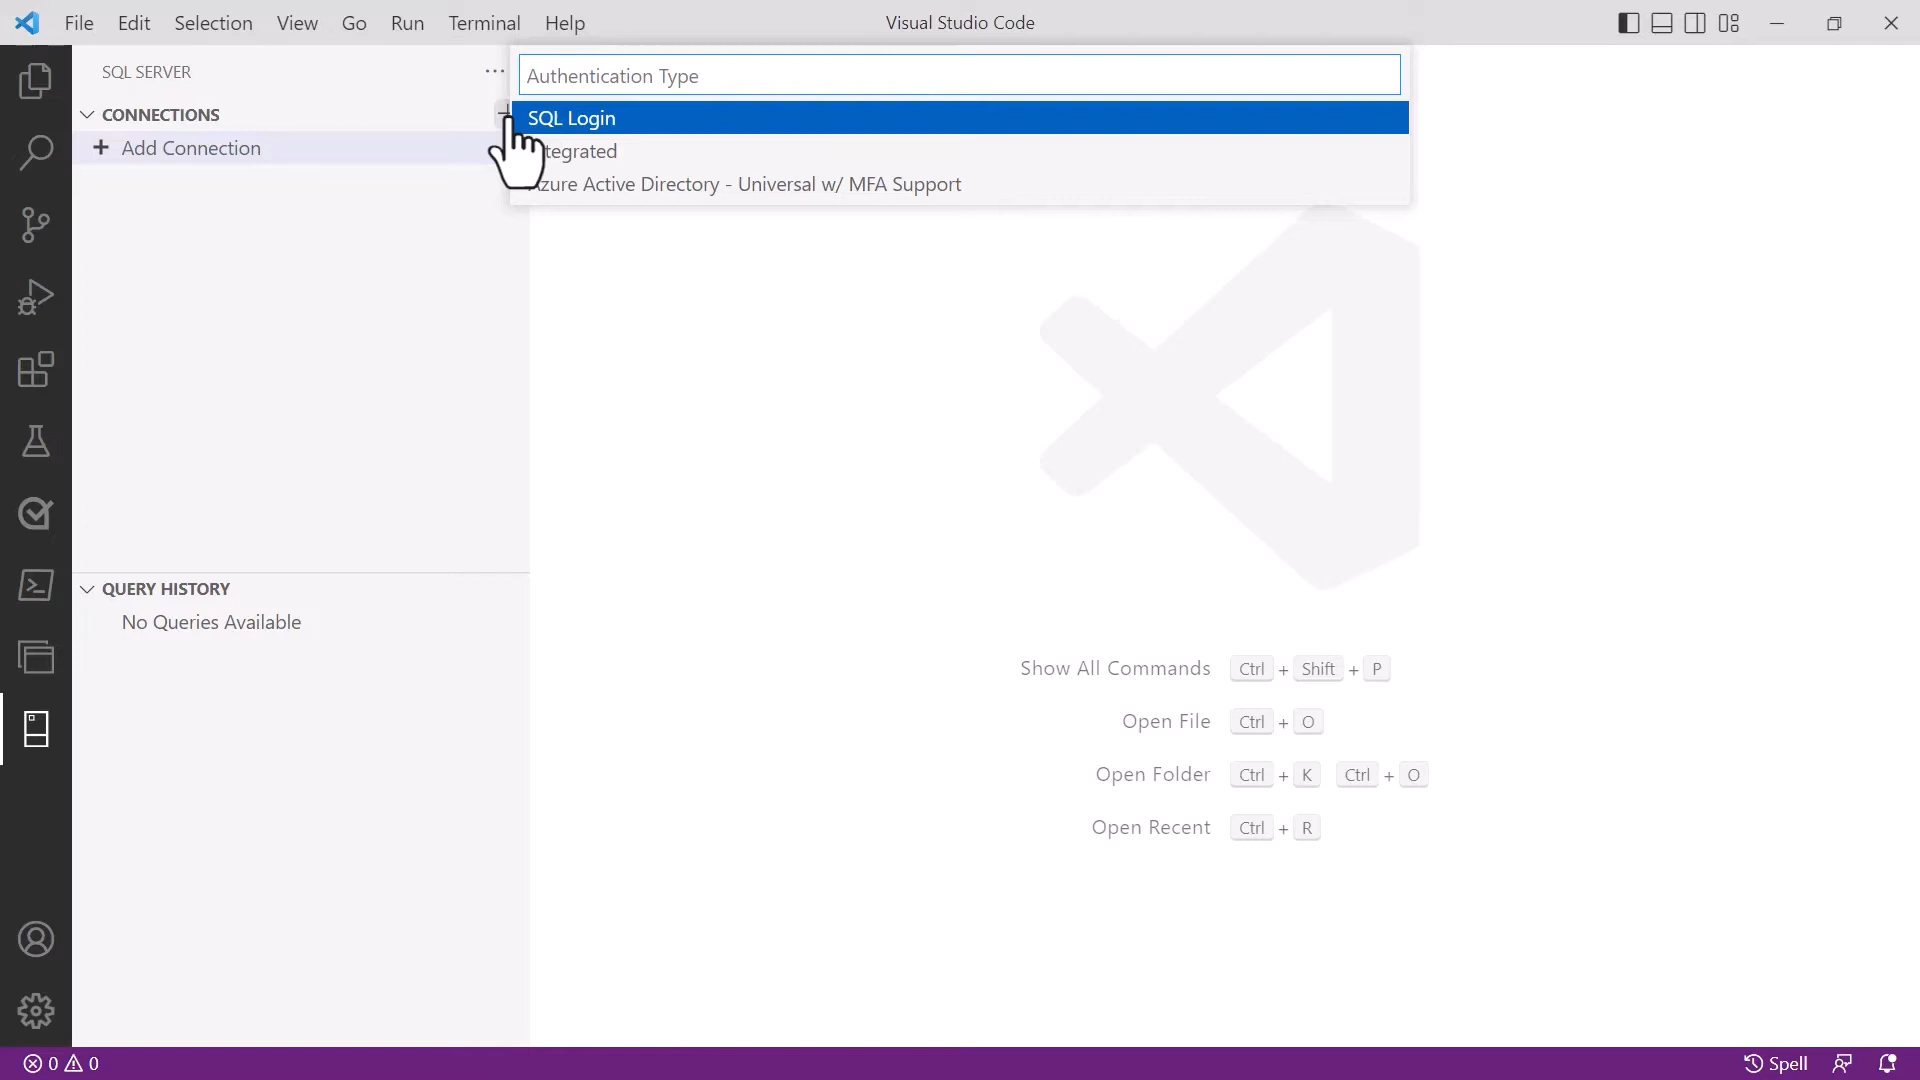 File Edit Selection View Go Run Terminal Help
Visual Studio Code
SQL SERVER
Authentication Type
SQL Login
tegrated
zure Active Directory - Universal w/ MFA Support
CONNECTIONS
Add Connection
QUERY HISTORY
No Queries Available
Show All Commands Ctrl + Shift + P
Open File Ctrl + O
Open Folder Ctrl + K Ctrl + O
Open Recent Ctrl + R
0 0
Spell